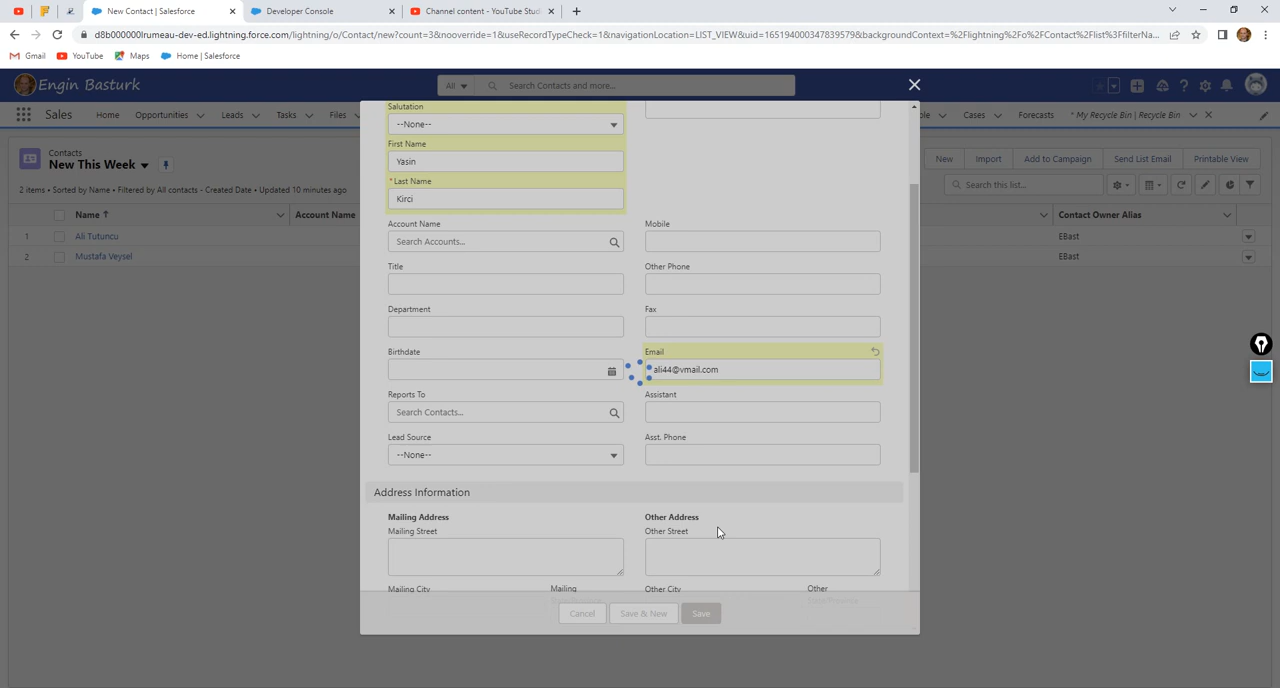 New Contact | Salesforce
Developer Console
Channel content - YouTube Stud
d8b000000lrumeau-dev-ed.lightning.force.com/lightning/o/Contact/new?count=3&nooverride=1&useRecordTypeCheck=1&navigationLocation=LIST_VIEW&uid=165194000347839579&backgroundContext=%2Flightning%2Fo%2FContact%2Flist%3FfilterNa...
Gmail YouTube Maps Home | Salesforce
Engin Basturk
All Search Contacts and more...
Sales Home Opportunities Leads Tasks Files Cases Forecasts * My Recycle Bin | Recycle Bin
Contacts
New This Week
New Import Add to Campaign Send List Email Printable View
2 items • Sorted by Name • Filtered by All contacts - Created Date • Updated 10 minutes ago
Search this list...
Name ↑ Account Name Contact Owner Alias
1 Ali Tutuncu EBast
2 Mustafa Veysel EBast
Salutation
--None--
First Name
Yasin
* Last Name
Kirci
Account Name Mobile
Search Accounts...
Title Other Phone
Department Fax
Birthdate Email
ali44@vmail.com
Reports To Assistant
Search Contacts...
Lead Source Asst. Phone
--None--
Address Information
Mailing Address Other Address
Mailing Street Other Street
Mailing City Mailing Other City Other
Cancel Save & New Save